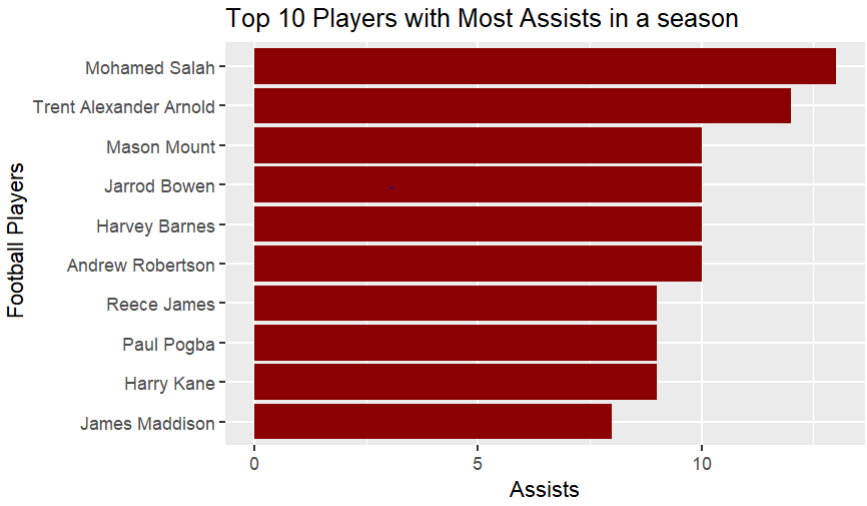 Top 10 Players with Most Assists in a season
Football Players
Mohamed Salah
Trent Alexander Arnold
Mason Mount
Jarrod Bowen
Harvey Barnes
Andrew Robertson
Reece James
Paul Pogba
Harry Kane
James Maddison
0 5 10
Assists